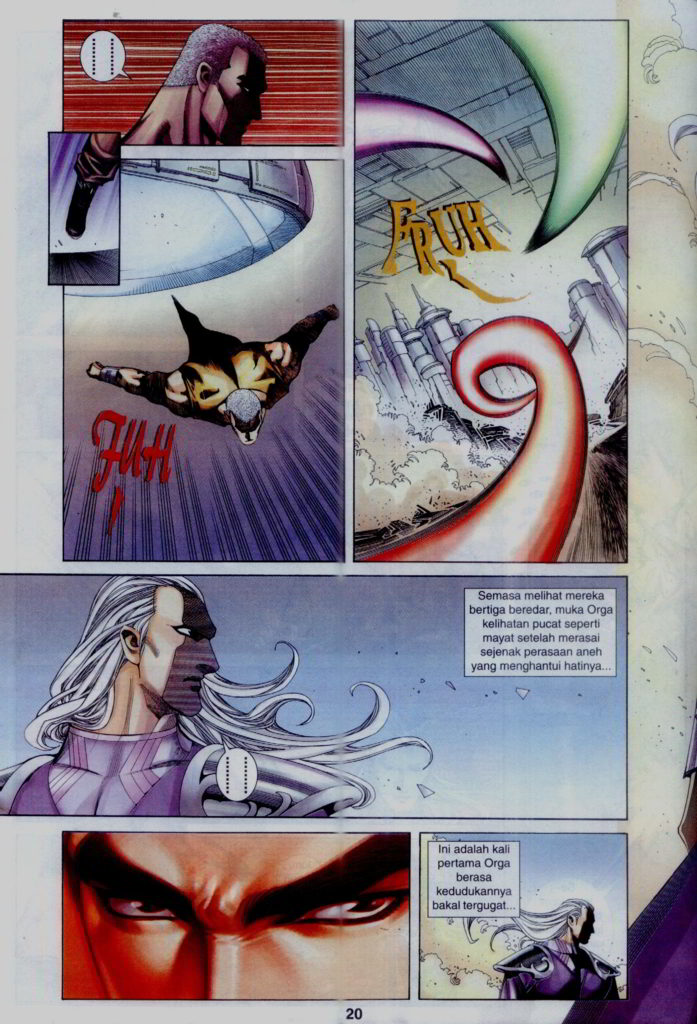 FRUH
FUH
Semasa melihat mereka
bertiga beredar, muka Orga
kelihatan pucat seperti
mayat setelah merasai
sejenak perasaan aneh
yang menghantui hatinya...
Ini adalah kali
pertama Orga
berasa
kedudukannya
bakal tergugat...
20